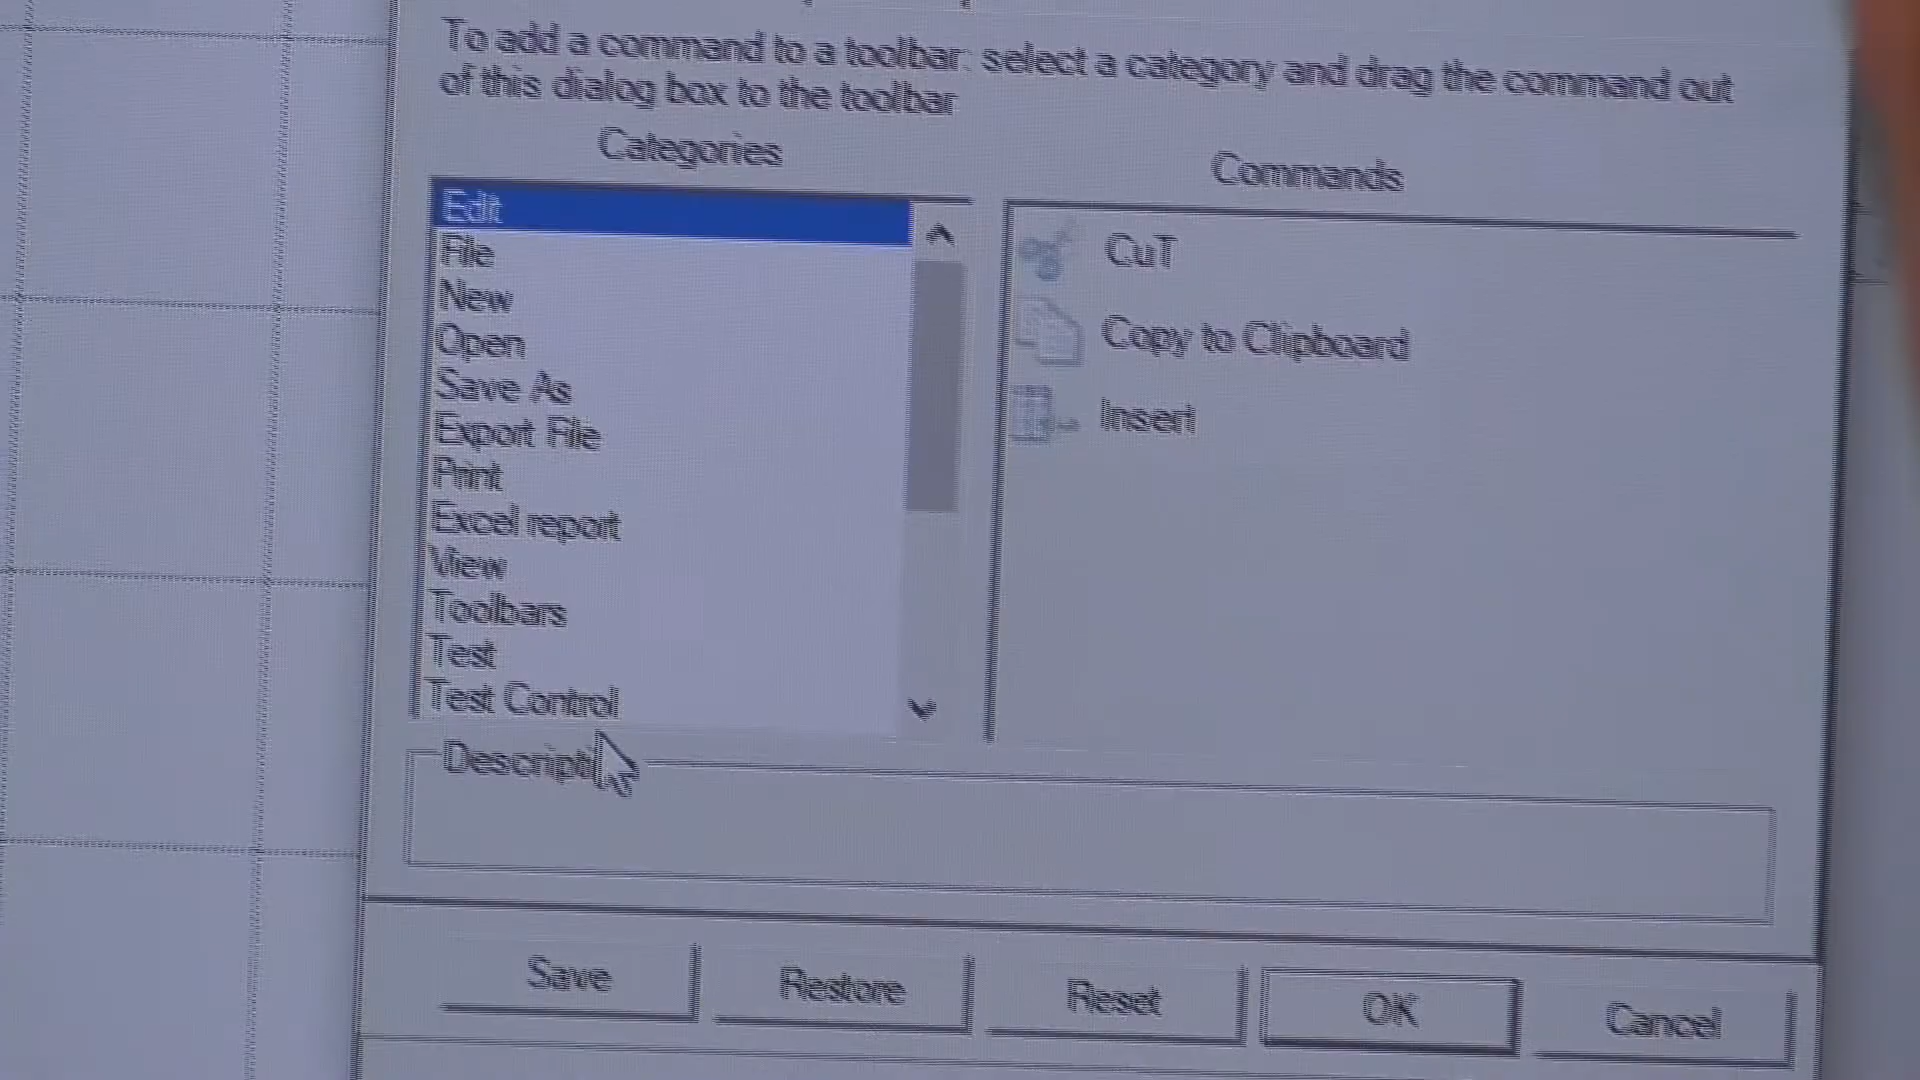 To add a command to a toolbar: select a category and drag the command out
of this dialog box to the toolbar
Categories
Commands
Edit
File
New
Open
Save As
Export File
Print
Excel report
View
Toolbars
Test
Test Control
CuT
Copy to Clipboard
Insert
Descripti
Save
Restore
Reset
OK
Cancel